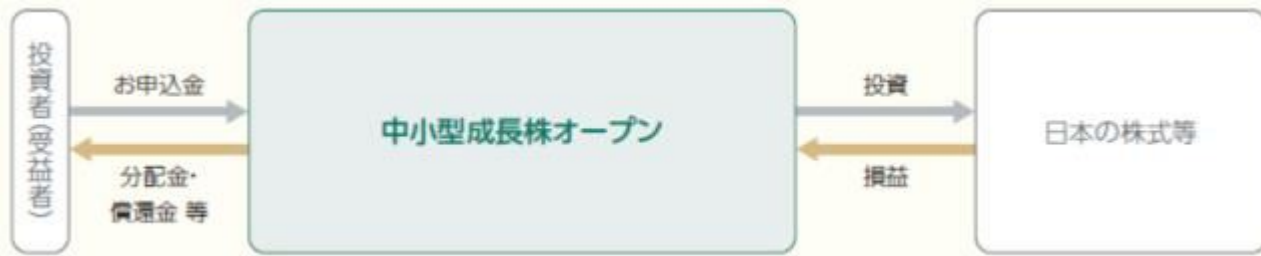 投資者(受益者)
お申込金
分配金・
償還金 等
中小型成長株オープン
投資
損益
日本の株式等